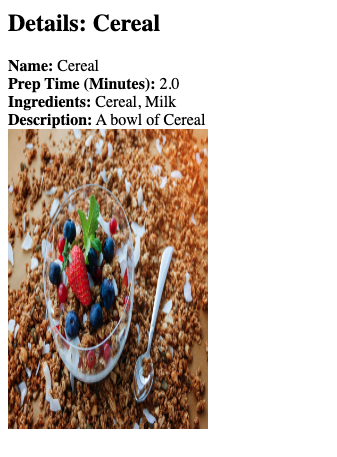 Details: Cereal
Name: Cereal
Prep Time (Minutes): 2.0
Ingredients: Cereal, Milk
Description: A bowl of Cereal